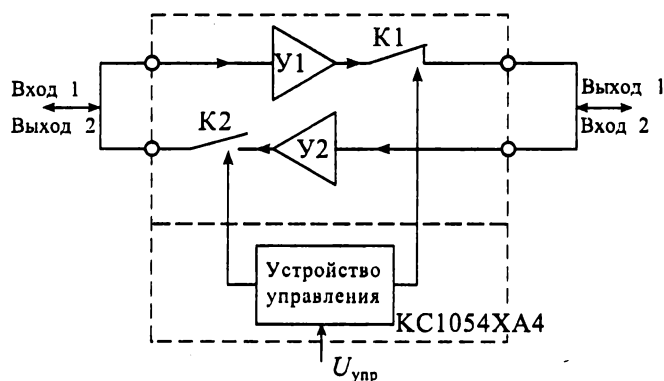 К1
У1
Вход 1
Выход 2
Выход 1
Вход 2
К2
У2
Устройство
управления
КС1054ХА4
Uупр